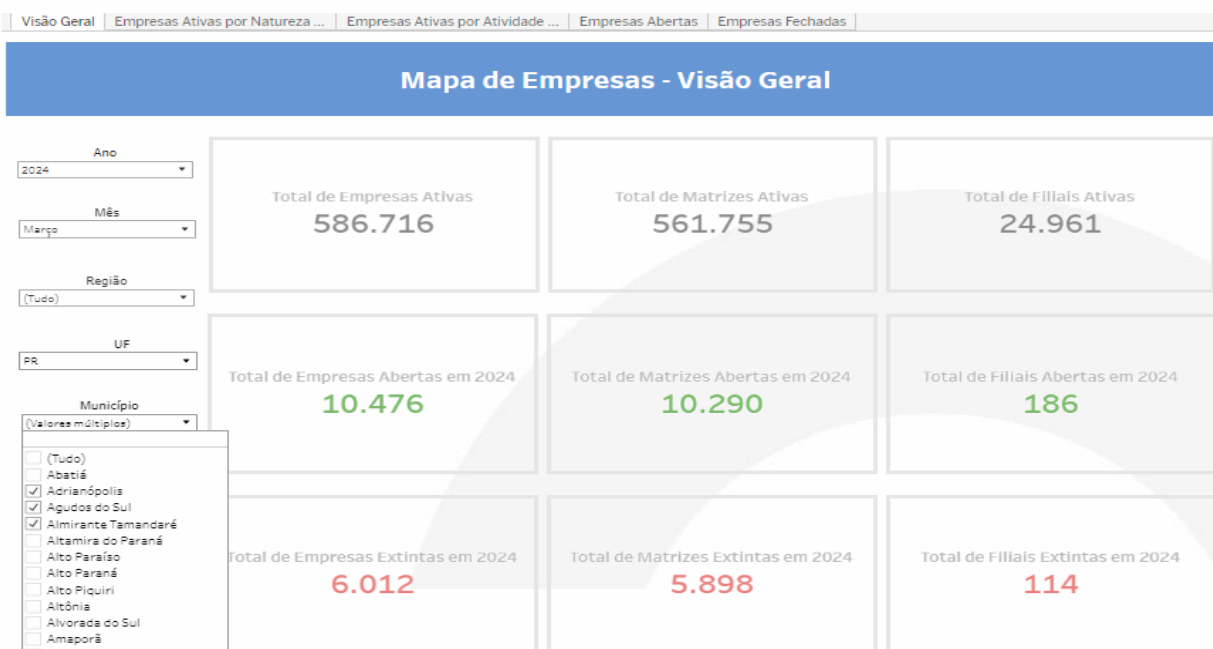 Visão Geral
Empresas Ativas por Natureza ...
Empresas Ativas por Atividade ...
Empresas Abertas
Empresas Fechadas
Mapa de Empresas - Visão Geral
Ano
2024
Mês
Março
Região
(Tudo)
UF
PR
Município
(Valores múltiplos)
(Tudo)
Abatiá
Adrianópolis
Agudos do Sul
Almirante Tamandaré
Altamira do Paraná
Alto Paraíso
Alto Paraná
Alto Piquiri
Altônia
Alvorada do Sul
Amaporã
Total de Empresas Ativas
586.716
Total de Matrizes Ativas
561.755
Total de Filiais Ativas
24.961
Total de Empresas Abertas em 2024
10.476
Total de Matrizes Abertas em 2024
10.290
Total de Filiais Abertas em 2024
186
Total de Empresas Extintas em 2024
6.012
Total de Matrizes Extintas em 2024
5.898
Total de Filiais Extintas em 2024
114